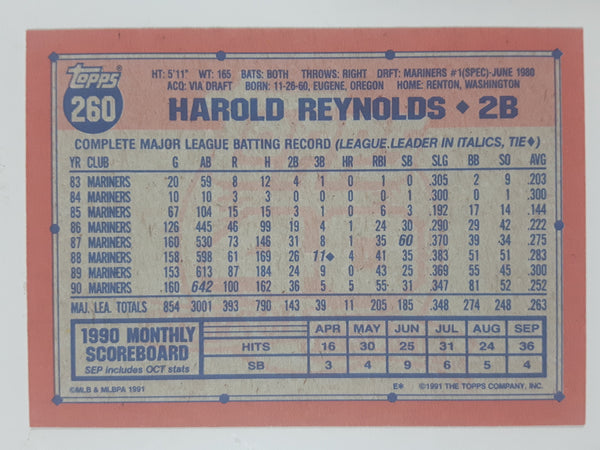 topps
260
HT: 5'11" WT: 165 BATS: BOTH THROWS: RIGHT DRFT: MARINERS #1(SPEC)-JUNE 1980
ACQ: VIA DRAFT BORN: 11-26-60, EUGENE, OREGON HOME: RENTON, WASHINGTON
HAROLD REYNOLDS ◆ 2B
COMPLETE MAJOR LEAGUE BATTING RECORD (LEAGUE LEADER IN ITALICS, TIE◆)
YR CLUB G AB R H 2B 3B HR RBI SB SLG BB SO AVG
83 MARINERS 20 59 8 12 4 1 0 1 0 .305 2 9 .203
84 MARINERS 10 10 3 3 0 0 0 0 1 .300 0 1 .300
85 MARINERS 67 104 15 15 3 1 0 6 3 .192 17 14 .144
86 MARINERS 126 445 46 99 19 4 1 24 30 .290 29 42 .222
87 MARINERS 160 530 73 146 31 8 1 35 60 .370 39 34 .275
88 MARINERS 158 598 61 169 26 11◆ 4 41 35 .383 51 51 .283
89 MARINERS 153 613 87 184 24 9 0 43 25 .369 55 45 .300
90 MARINERS 160 642 100 162 36 5 5 55 31 .347 81 52 .252
MAJ. LEA. TOTALS 854 3001 393 790 143 39 11 205 185 .348 274 248 .263
1990 MONTHLY SCOREBOARD
SEP includes OCT stats
APR MAY JUN JUL AUG SEP
HITS 16 30 25 31 24 36
SB 3 4 9 6 5 4
©MLB & MLBPA 1991 E* ©1991 THE TOPPS COMPANY, INC.